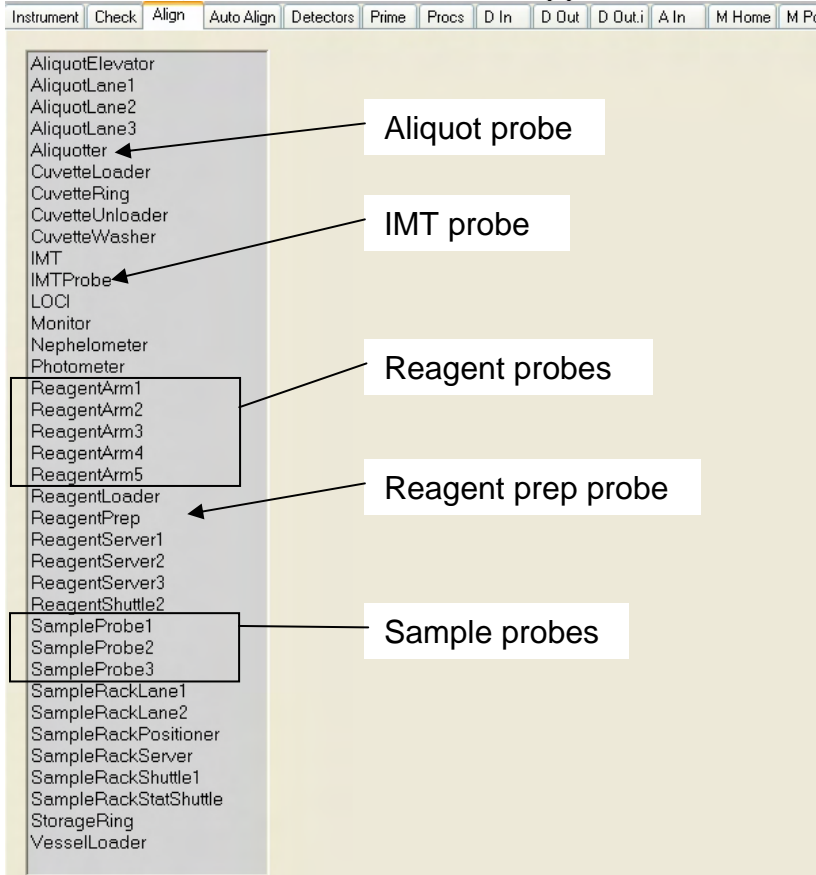 Instrument Check Align Auto Align Detectors Prime Procs D In D Out D Out.i A In M Home
AliquotElevator
AliquotLane1
AliquotLane2
AliquotLane3
Aliquotter
CuvetteLoader
CuvetteRing
CuvetteUnloader
CuvetteWasher
IMT
IMTProbe
LOCI
Monitor
Nephelometer
Photometer
ReagentArm1
ReagentArm2
ReagentArm3
ReagentArm4
ReagentArm5
ReagentLoader
ReagentPrep
ReagentServer1
ReagentServer2
ReagentServer3
ReagentShuttle2
SampleProbe1
SampleProbe2
SampleProbe3
SampleRackLane1
SampleRackLane2
SampleRackPositioner
SampleRackServer
SampleRackShuttle1
SampleRackStatShuttle
StorageRing
VesselLoader
Aliquot probe
IMT probe
Reagent probes
Reagent prep probe
Sample probes